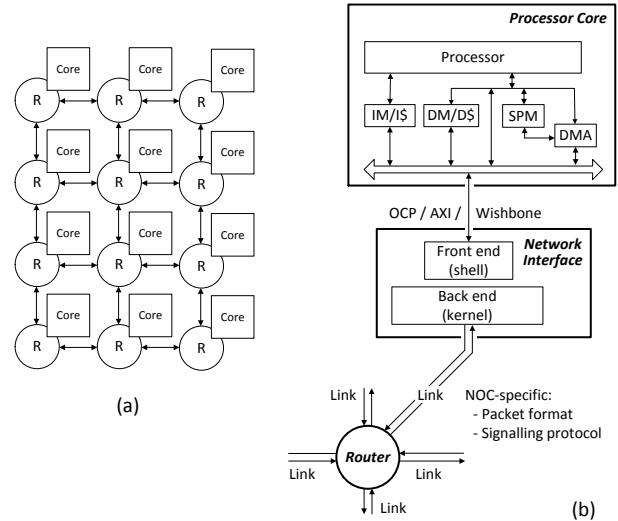 Core Core Core
R R R
Core Core Core
R R R
Core Core Core
R R R
Core Core Core
R R R
(a)
Processor Core
Processor
IM/I$ DM/D$ SPM
DMA
OCP / AXI / Wishbone
Network
Interface
Front end
(shell)
Back end
(kernel)
Link
Link
NOC-specific:
- Packet format
- Signalling protocol
Router
Link
Link
Link
(b)